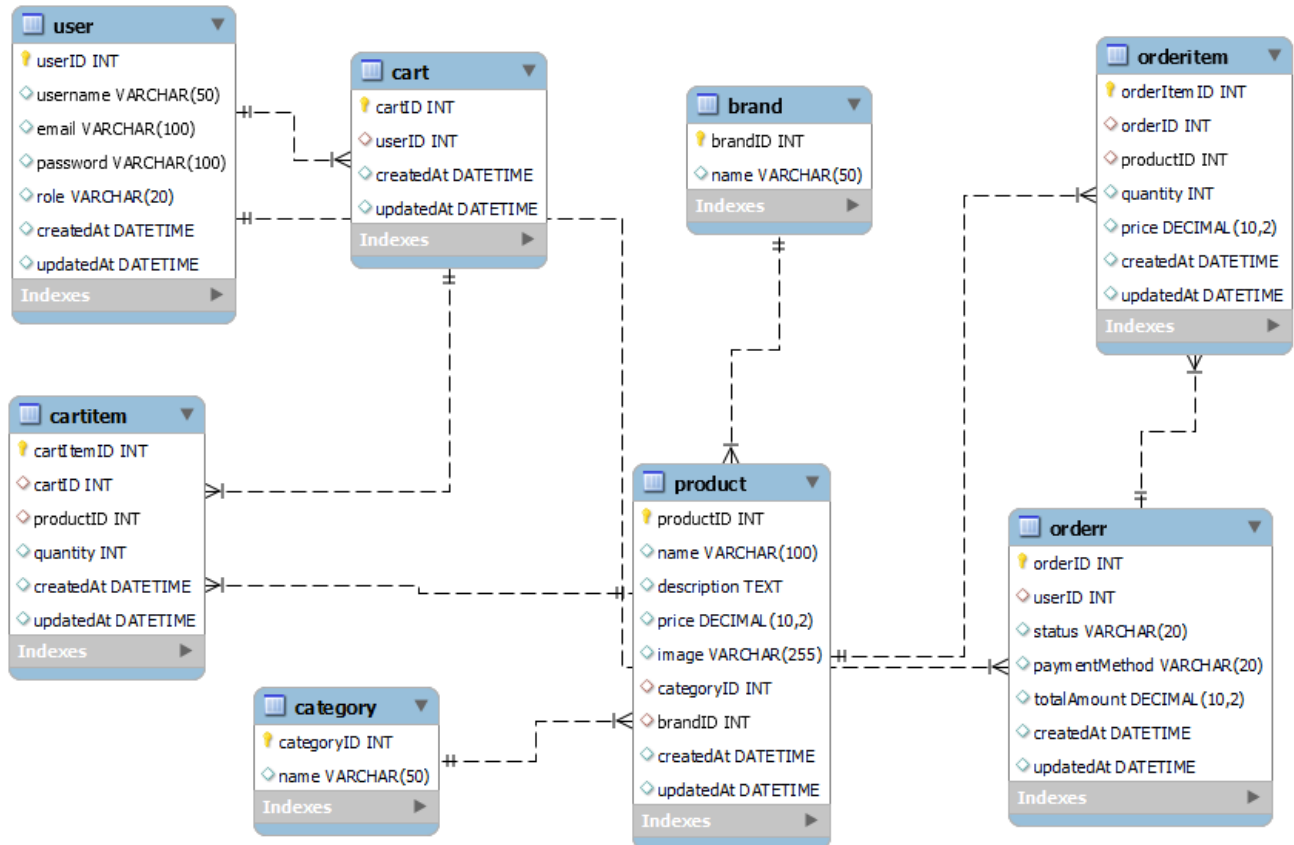 user
userID INT
username VARCHAR(50)
email VARCHAR(100)
password VARCHAR(100)
role VARCHAR(20)
createdAt DATETIME
updatedAt DATETIME
Indexes
cart
cartID INT
userID INT
createdAt DATETIME
updatedAt DATETIME
Indexes
brand
brandID INT
name VARCHAR(50)
Indexes
orderitem
orderItemID INT
orderID INT
productID INT
quantity INT
price DECIMAL(10,2)
createdAt DATETIME
updatedAt DATETIME
Indexes
cartitem
cartItemID INT
cartID INT
productID INT
quantity INT
createdAt DATETIME
updatedAt DATETIME
Indexes
product
productID INT
name VARCHAR(100)
description TEXT
price DECIMAL(10,2)
image VARCHAR(255)
categoryID INT
brandID INT
createdAt DATETIME
updatedAt DATETIME
Indexes
orderr
orderID INT
userID INT
status VARCHAR(20)
paymentMethod VARCHAR(20)
totalAmount DECIMAL(10,2)
createdAt DATETIME
updatedAt DATETIME
Indexes
category
categoryID INT
name VARCHAR(50)
Indexes